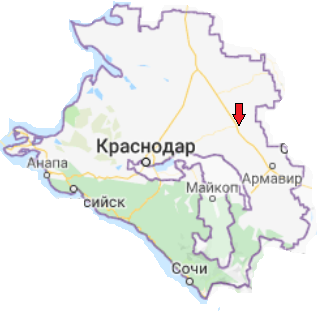 Краснодар
Анапа
сийск
Майкоп
Армавир
Сочи